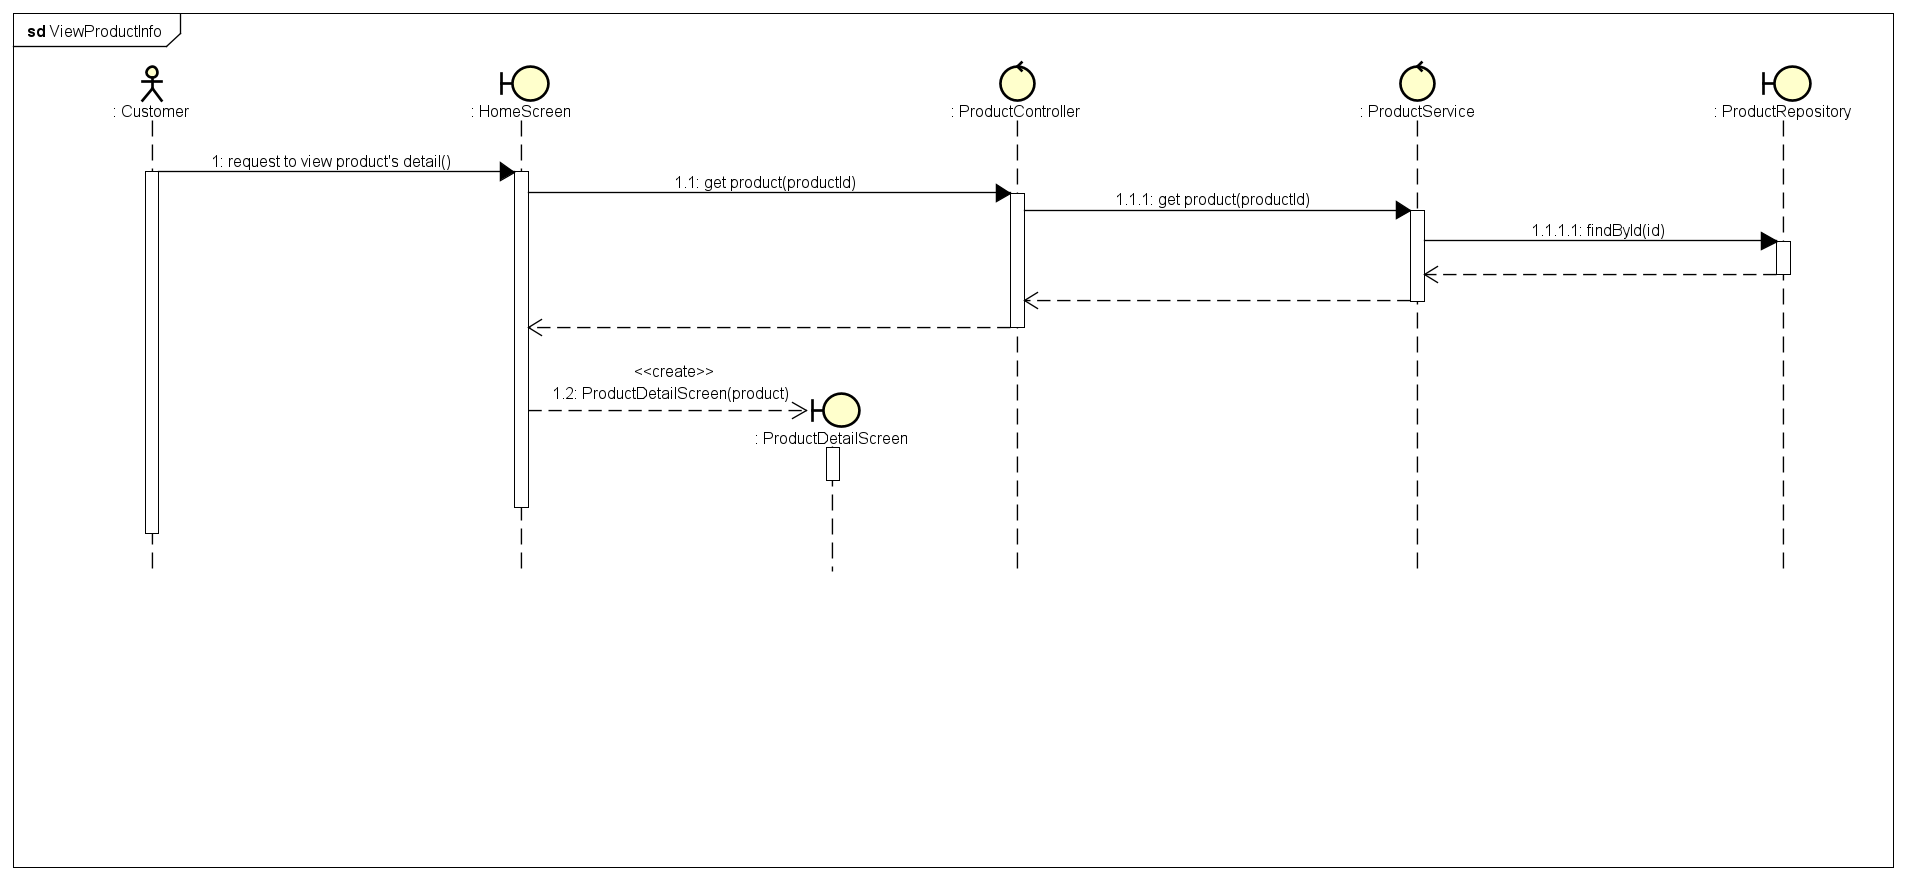 sd ViewProductInfo
: Customer
: HomeScreen
: ProductController
: ProductService
: ProductRepository
1: request to view product's detail()
1.1: get product(productId)
1.1.1: get product(productId)
1.1.1.1: findById(id)
<<create>>
1.2: ProductDetailScreen(product)
: ProductDetailScreen